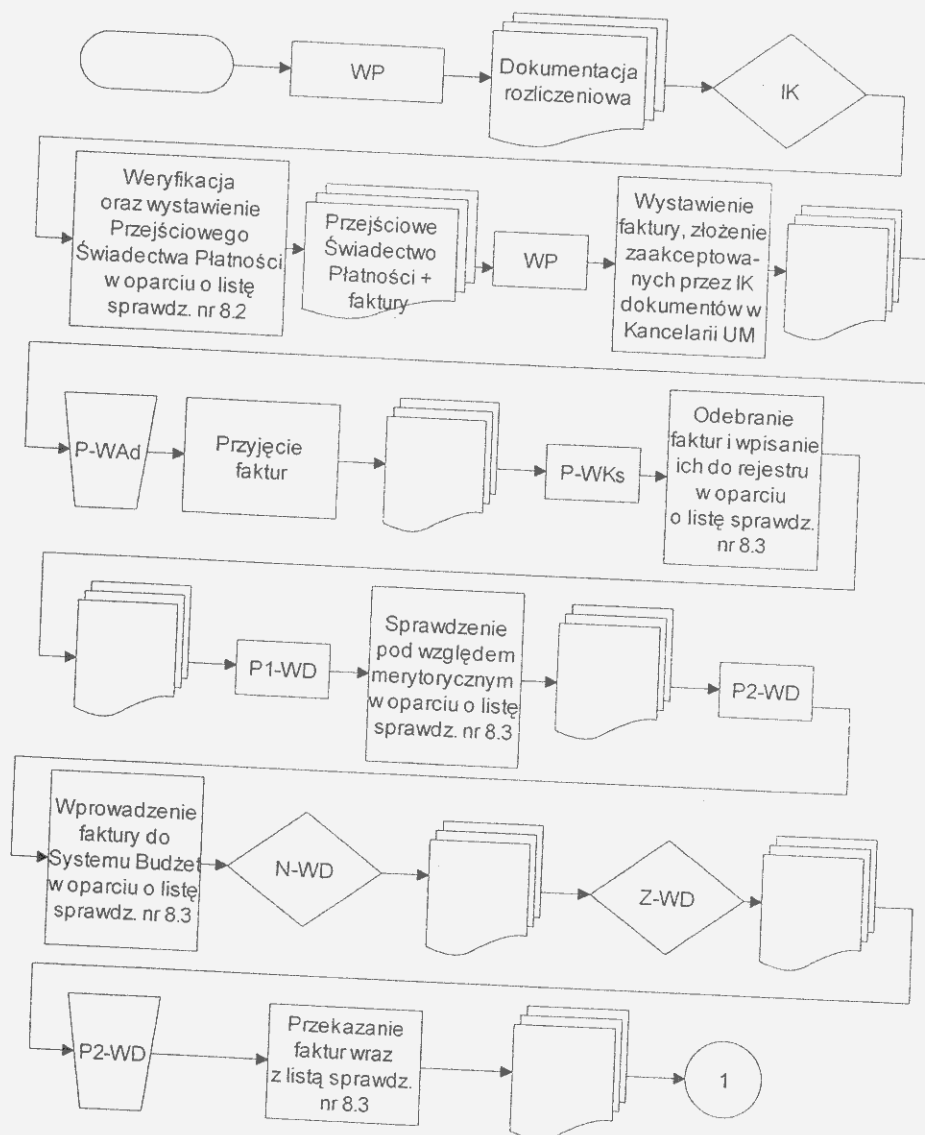 WP
Dokumentacja
rozliczeniowa
IK
Weryfikacja
oraz wystawienie
Przejściowego
Świadectwa Płatności
w oparciu o listę
sprawdz. nr 8.2
Przejściowe
Świadectwo
Płatności +
faktury
WP
Wystawienie
faktury, złożenie
zaakceptowa-
nych przez IK
dokumentów w
Kancelarii UM
P-WAd
Przyjęcie
faktur
P-WKs
Odebranie
faktur i wpisanie
ich do rejestru
w oparciu
o listę sprawdz.
nr 8.3
P1-WD
Sprawdzenie
pod względem
merytorycznym
w oparciu o listę
sprawdz. nr 8.3
P2-WD
Wprowadzenie
faktury do
Systemu Budżet
w oparciu o listę
sprawdz. nr 8.3
N-WD
Z-WD
P2-WD
Przekazanie
faktur wraz
z listą sprawdz.
nr 8.3
1